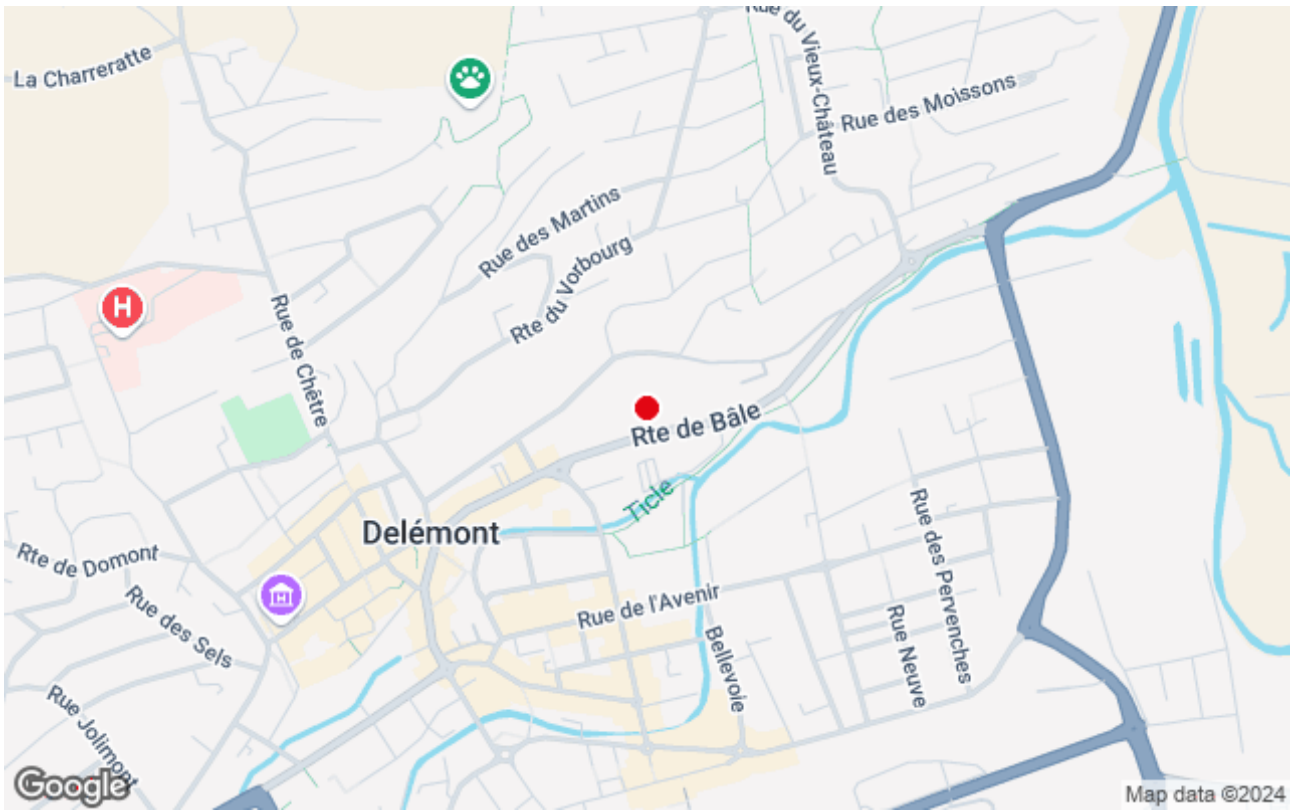 Rue du Vieux-Château
La Charreratte
Rue des Moissons
Rue des Martins
Rte du Vorbourg
H
Rue de Chêtre
Rte de Bâle
Ticle
Delémont
Rue des Pervenches
Rte de Domont
Rue des Sels
Rue de l'Avenir
Bellevoie
Rue Neuve
Rue Jolimont
Google
Map data ©2024